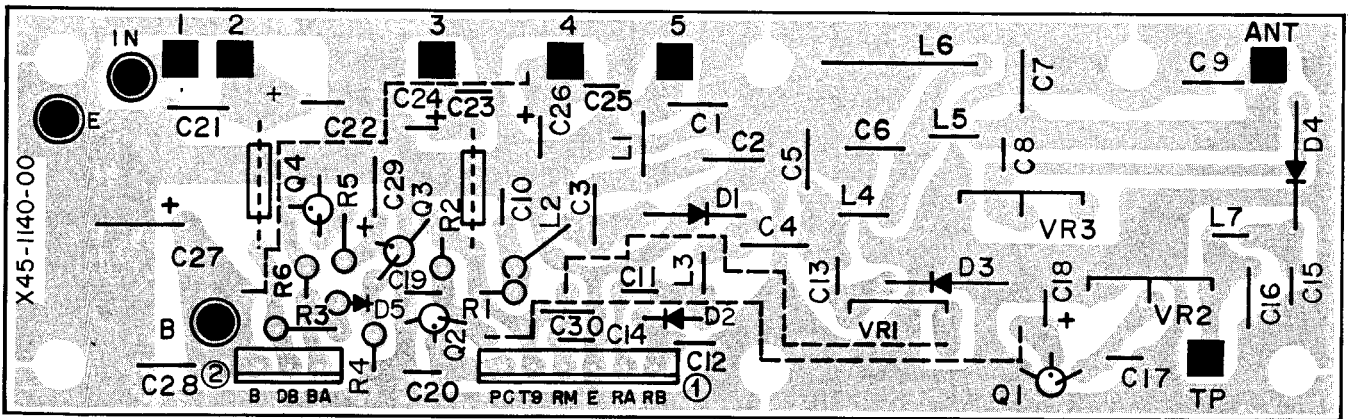 IN
1
2
3
4
5
ANT
E
+
C21
C22
C24
C23
+
+
C26
C25
C1
L6
C7
C9
L1
C2
C5
C6
L5
C8
D4
X45-1140-00
Q4
R5
C29
Q3
R2
C10
L2
C3
D1
L4
VR3
L7
+
C27
+
C4
R6
C19
C11
L3
C13
D3
C18
+
VR2
C16
C15
B
R3
D5
Q2
R1
C30
C14
D2
VR1
C28
②
R4
C20
C12
①
Q1
C17
TP
B DB BA
PC T9 RM E RA RB